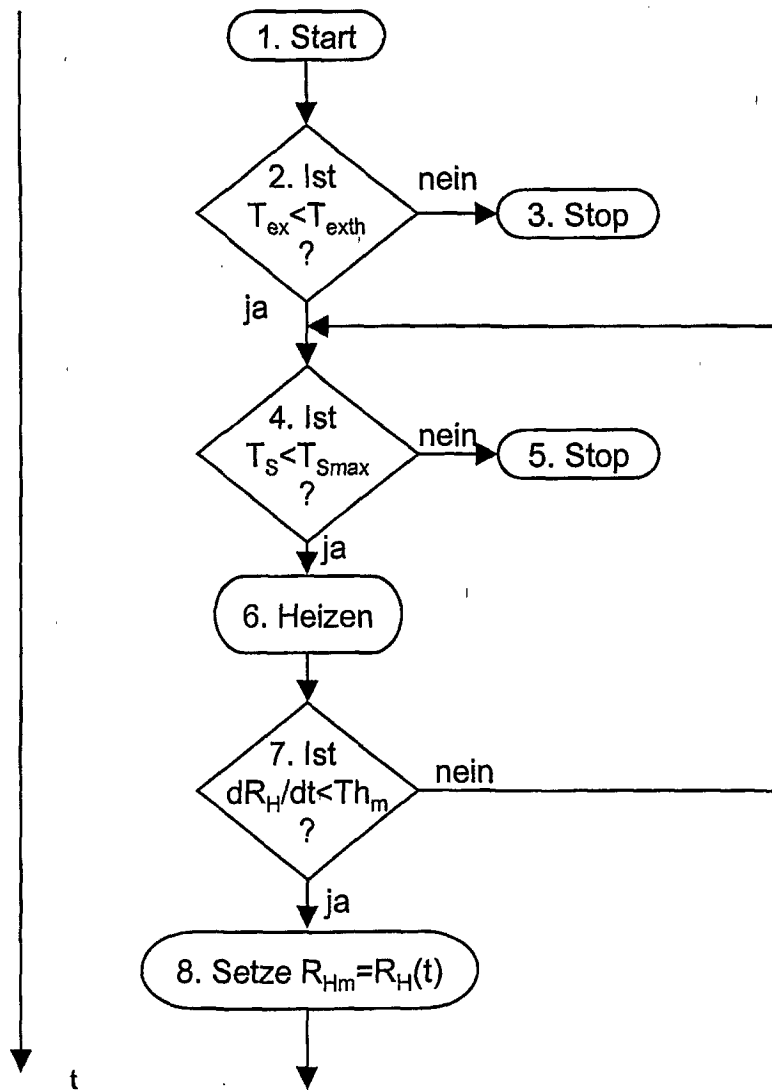 1. Start
2. Ist
T_ex<T_exth
?
nein
3. Stop
ja
4. Ist
T_S<T_Smax
?
nein
5. Stop
ja
6. Heizen
7. Ist
dR_H/dt<Th_m
?
nein
ja
8. Setze R_Hm=R_H(t)
t